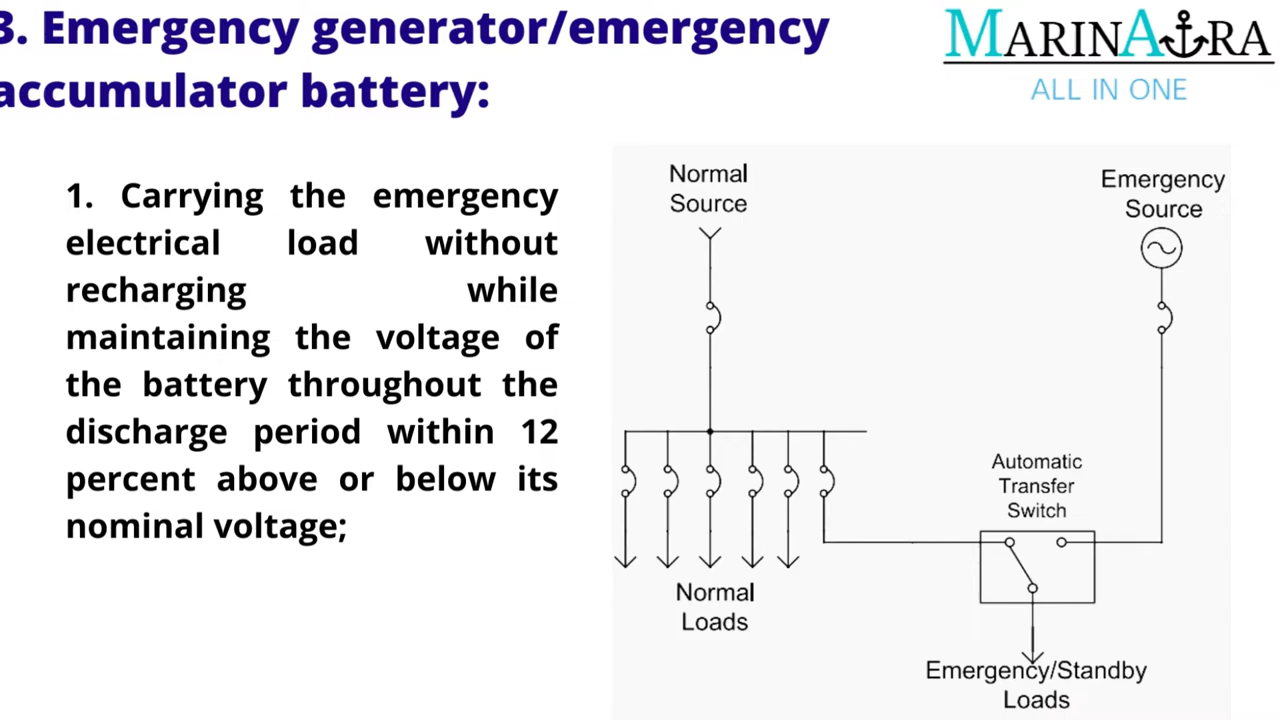 3. Emergency generator/emergency
accumulator battery:
MARINAURA
ALL IN ONE
1. Carrying the emergency
electrical load without
recharging while
maintaining the voltage of
the battery throughout the
discharge period within 12
percent above or below its
nominal voltage;
Normal
Source
Emergency
Source
Automatic
Transfer
Switch
Normal
Loads
Emergency/Standby
Loads